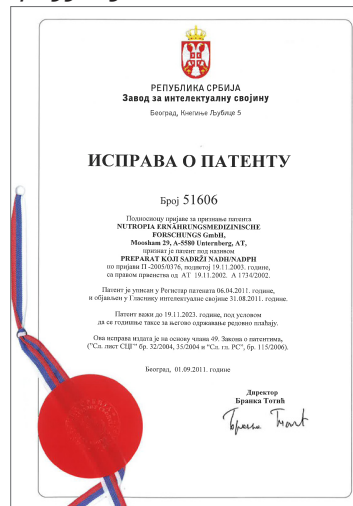 РЕПУБЛИКА СРБИЈА
Завод за интелектуалну својину
Београд, Кнегиње Љубице 5
ИСПРАВА О ПАТЕНТУ
Број 51606
Подносиоцу пријаве за признање патента
NUTROPIA ERNÄHRUNGSMEDIZINISCHE
FORSCHUNGS GmbH,
Moosham 29, A-5580 Unternberg, AT,
признат је патент под називом
PREPARAT KOJI SADRŽI NADH/NADPH
по пријави П -2005/0376, поднетој 19.11.2003. године,
са правом првенства од AT 19.11.2002. A 1734/2002.
Патент је уписан у Регистар патената 06.04.2011. године,
и објављен у Гласнику интелектуалне својине 31.08.2011. године.
Патент важи до 19.11.2023. године, под условом
да се годишње таксе за његово одржавање редовно плаћају.
Ова исправа издата је на основу члана 49. Закона о патентима,
("Сл. лист СЦГ" бр. 32/2004, 35/2004 и "Сл. гл. РС", бр. 115/2006).
Београд, 01.09.2011. године
Директор
Бранка Тотић